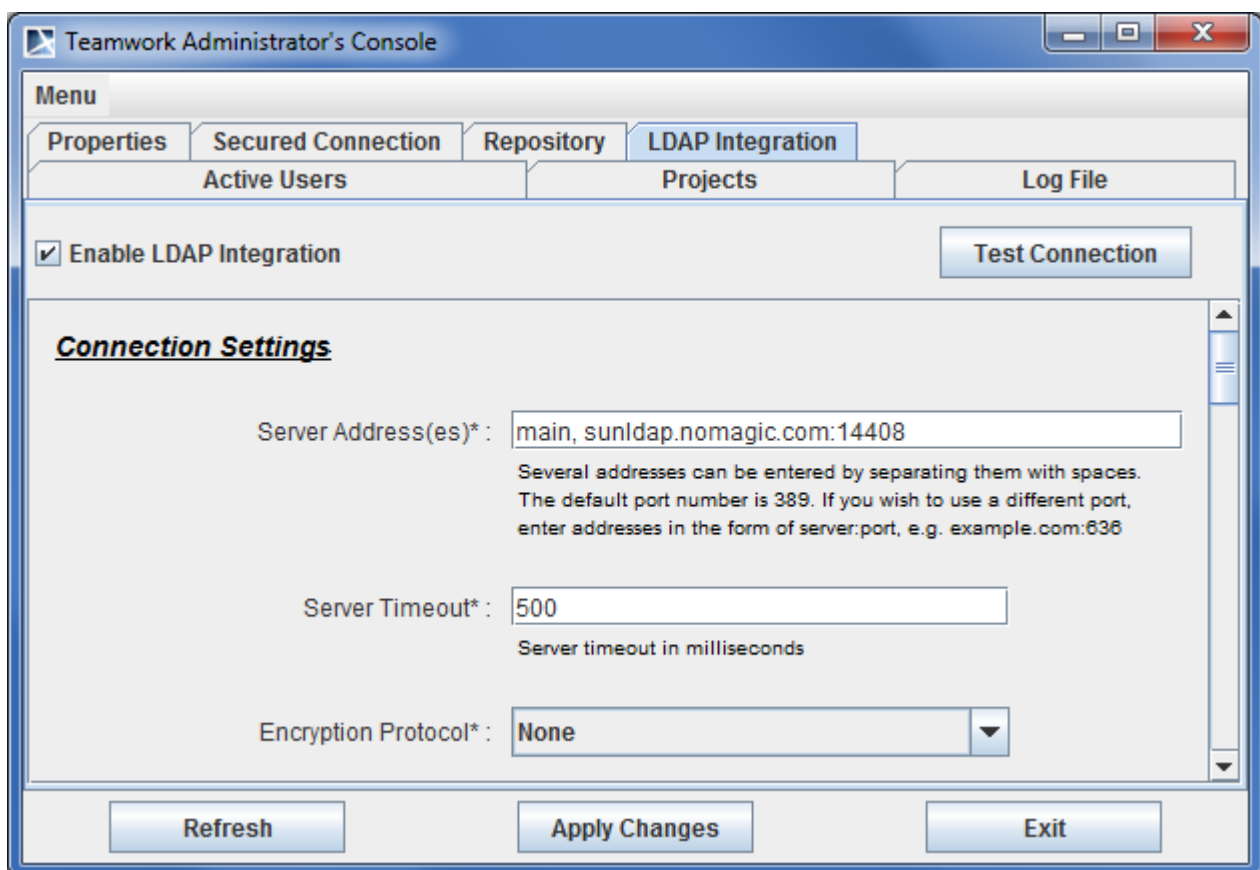 Teamwork Administrator's Console
Menu
Properties Secured Connection Repository LDAP Integration
Active Users Projects Log File
Enable LDAP Integration Test Connection
Connection Settings
Server Address(es)* : main, sunldap.nomagic.com:14408
Several addresses can be entered by separating them with spaces.
The default port number is 389. If you wish to use a different port,
enter addresses in the form of server:port, e.g. example.com:636
Server Timeout* : 500
Server timeout in milliseconds
Encryption Protocol* : None
Refresh Apply Changes Exit